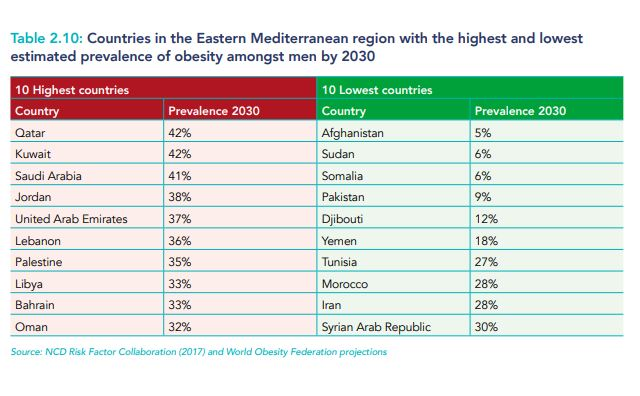 Table 2.10: Countries in the Eastern Mediterranean region with the highest and lowest
estimated prevalence of obesity amongst men by 2030
10 Highest countries 10 Lowest countries
Country Prevalence 2030 Country Prevalence 2030
Qatar 42% Afghanistan 5%
Kuwait 42% Sudan 6%
Saudi Arabia 41% Somalia 6%
Jordan 38% Pakistan 9%
United Arab Emirates 37% Djibouti 12%
Lebanon 36% Yemen 18%
Palestine 35% Tunisia 27%
Libya 33% Morocco 28%
Bahrain 33% Iran 28%
Oman 32% Syrian Arab Republic 30%
Source: NCD Risk Factor Collaboration (2017) and World Obesity Federation projections